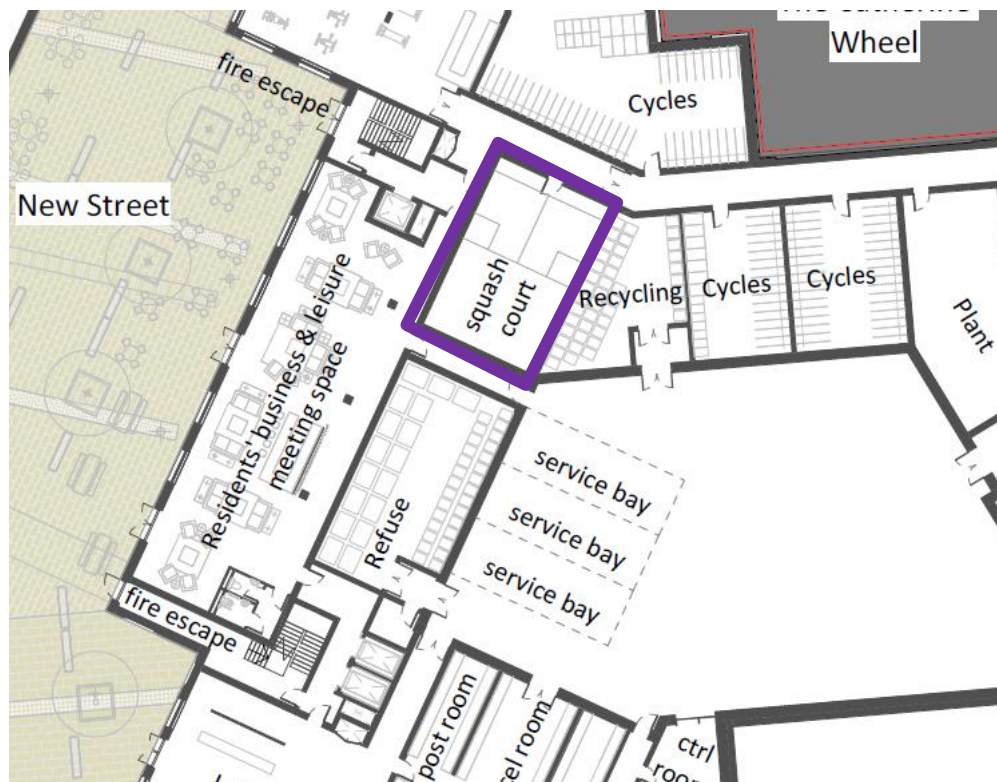 Wheel
fire escape
Cycles
New Street
squash
court
Recycling
Cycles
Cycles
Plant
Residents' business & leisure
meeting space
service bay
service bay
service bay
Refuse
fire escape
post room
room
ctrl